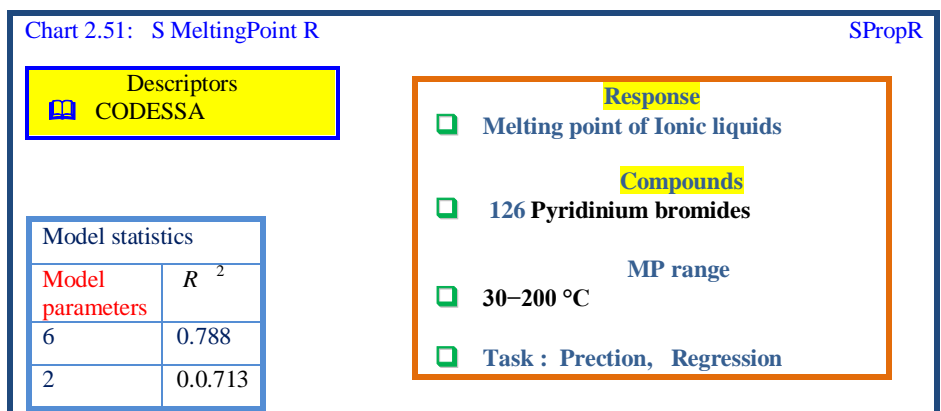 Chart 2.51: S MeltingPoint R SPropR
Descriptors
CODESSA
Response
Melting point of Ionic liquids
Compounds
126 Pyridinium bromides
MP range
30−200 °C
Task : Prection, Regression
Model statistics
Model parameters R 2
6 0.788
2 0.0.713